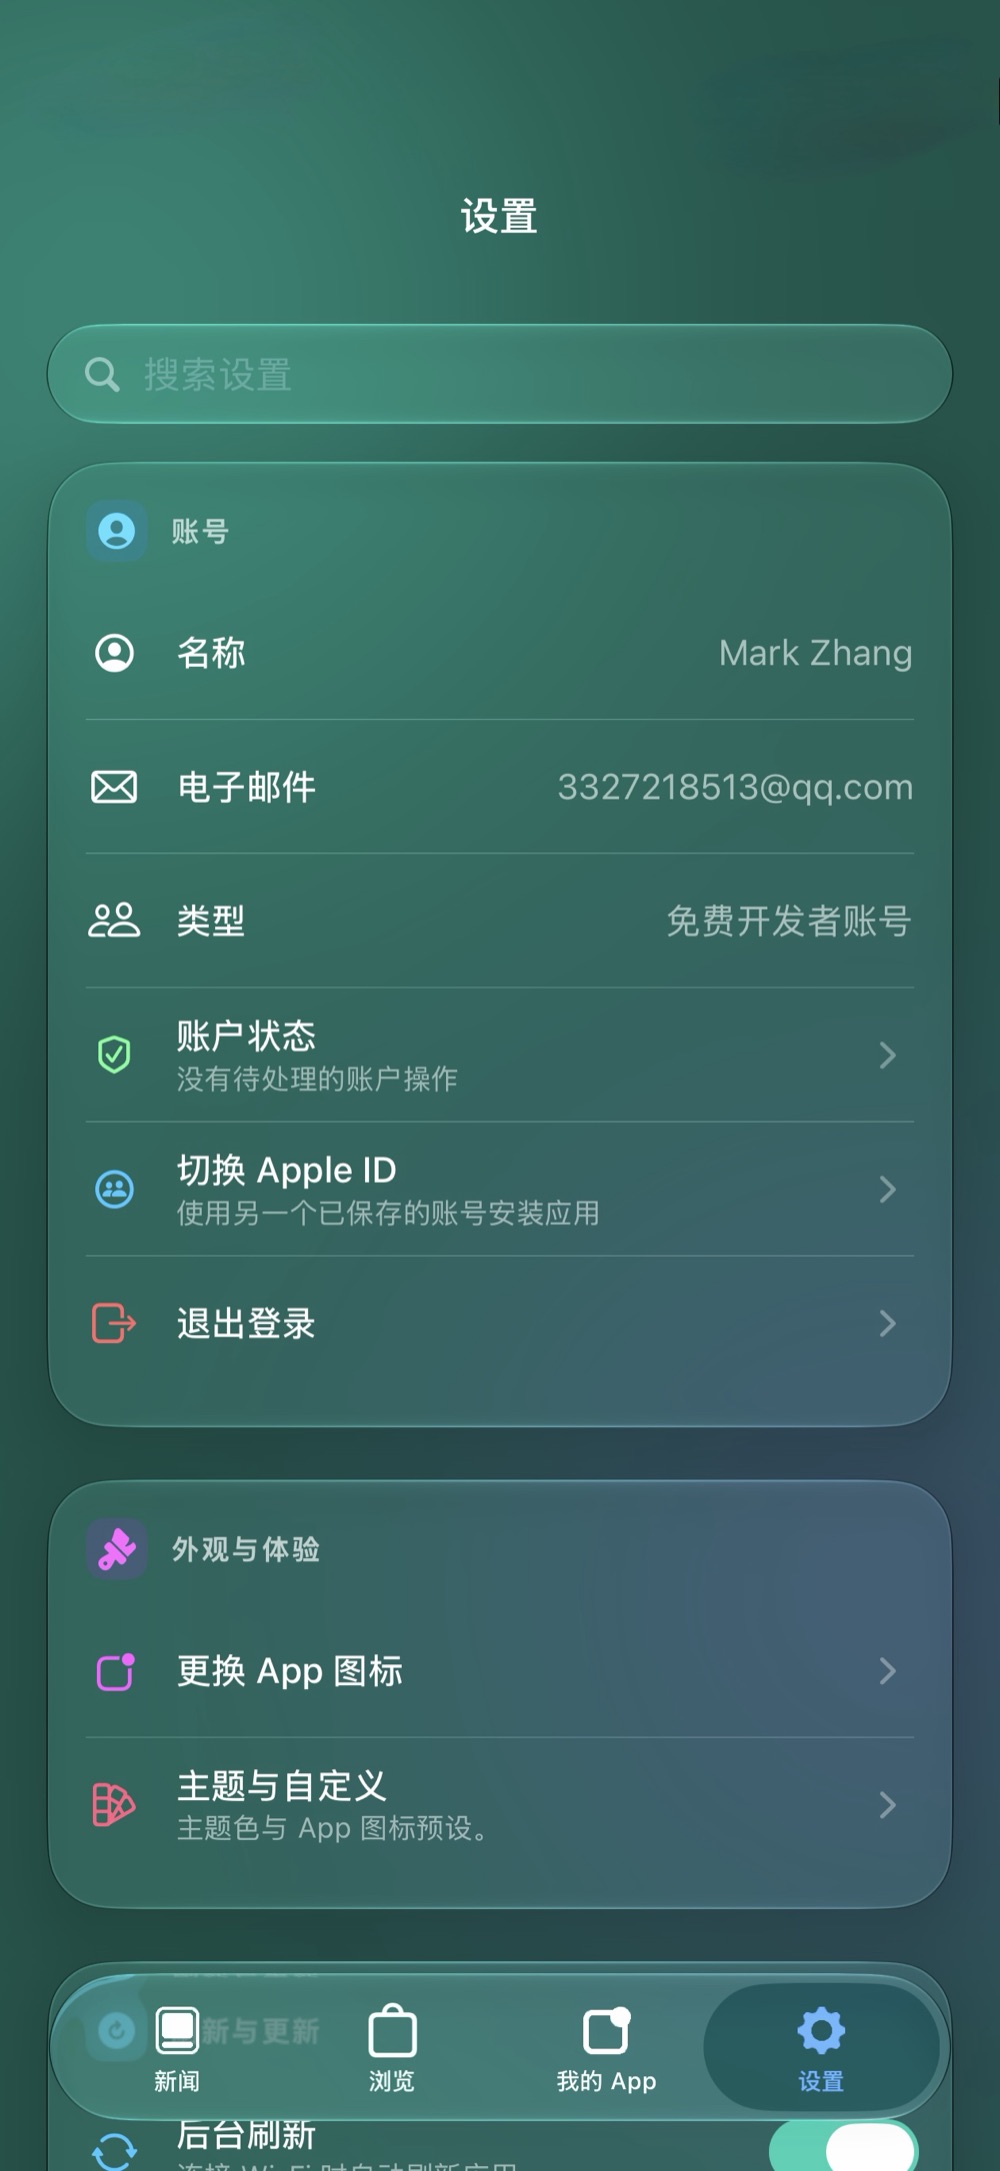 设置
搜索设置
账号
名称 Mark Zhang
电子邮件 3327218513@qq.com
类型 免费开发者账号
账户状态
没有待处理的账户操作
切换 Apple ID
使用另一个已保存的账号安装应用
退出登录
外观与体验
更换 App 图标
主题与自定义
主题色与 App 图标预设。
新与更新
新闻 浏览 我的 App 设置
后台刷新